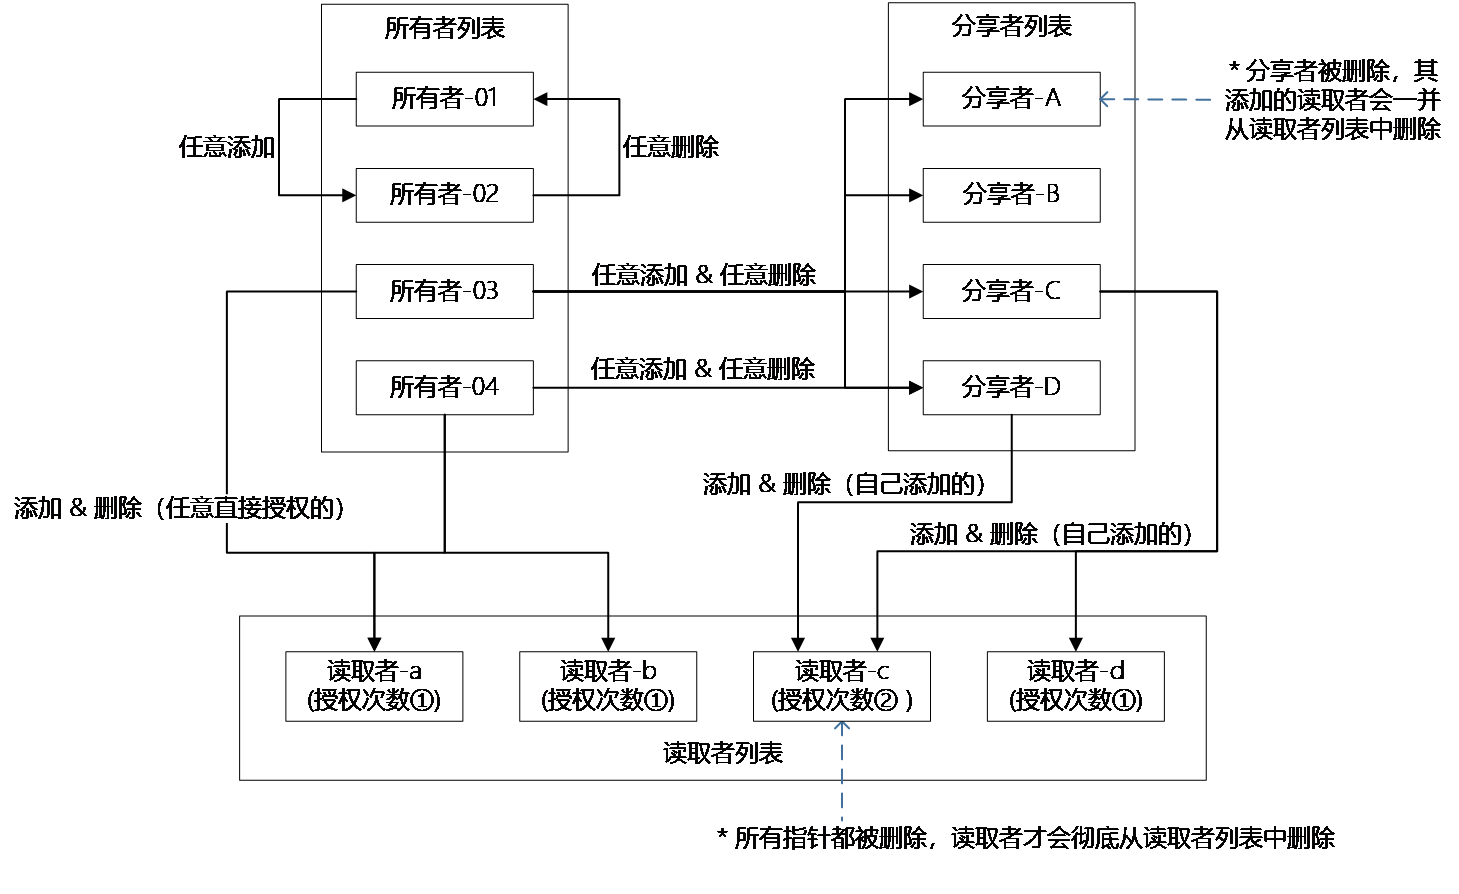 所有者列表
分享者列表
所有者-01
分享者-A
* 分享者被删除，其
添加的读取者会一并
从读取者列表中删除
任意添加
任意删除
所有者-02
分享者-B
任意添加 & 任意删除
所有者-03
分享者-C
任意添加 & 任意删除
所有者-04
分享者-D
添加 & 删除（自己添加的）
添加 & 删除（任意直接授权的）
添加 & 删除（自己添加的）
读取者-a
(授权次数①)
读取者-b
(授权次数①)
读取者-c
(授权次数② )
读取者-d
(授权次数①)
读取者列表
* 所有指针都被删除，读取者才会彻底从读取者列表中删除